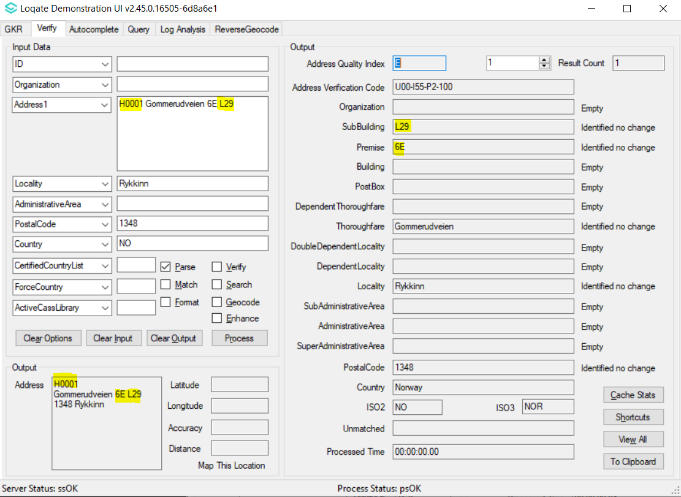 Loqate Demonstration UI v2.45.0.16505-6d8a6e1
GKR Verify Autocomplete Query Log Analysis ReverseGeocode
Input Data
ID
Organization
Address1 H0001 Gommerudveien 6E L29
Locality Rykkinn
AdministrativeArea
PostalCode 1348
Country NO
CertifiedCountryList Parse Verify
ForceCountry Match Search
ActiveCassLibrary Format Geocode
Enhance
Clear Options Clear Input Clear Output Process
Output
Address H0001
Gommerudveien 6E L29
1348 Rykkinn
Latitude
Longitude
Accuracy
Distance
Map This Location
Output
Address Quality Index E 1 Result Count 1
Address Verification Code U00-I55-P2-100
Organization Empty
SubBuilding L29 Identified no change
Premise 6E Identified no change
Building Empty
PostBox Empty
DependentThoroughfare Empty
Thoroughfare Gommerudveien Identified no change
DoubleDependentLocality Empty
DependentLocality Empty
Locality Rykkinn Identified no change
SubAdministrativeArea Empty
AdministrativeArea Empty
SuperAdministrativeArea Empty
PostalCode 1348 Identified no change
Country Norway
ISO2 NO ISO3 NOR
Unmatched
Processed Time 00:00:00.00
Cache Stats
Shortcuts
View All
To Clipboard
Server Status: ssOK Process Status: psOK